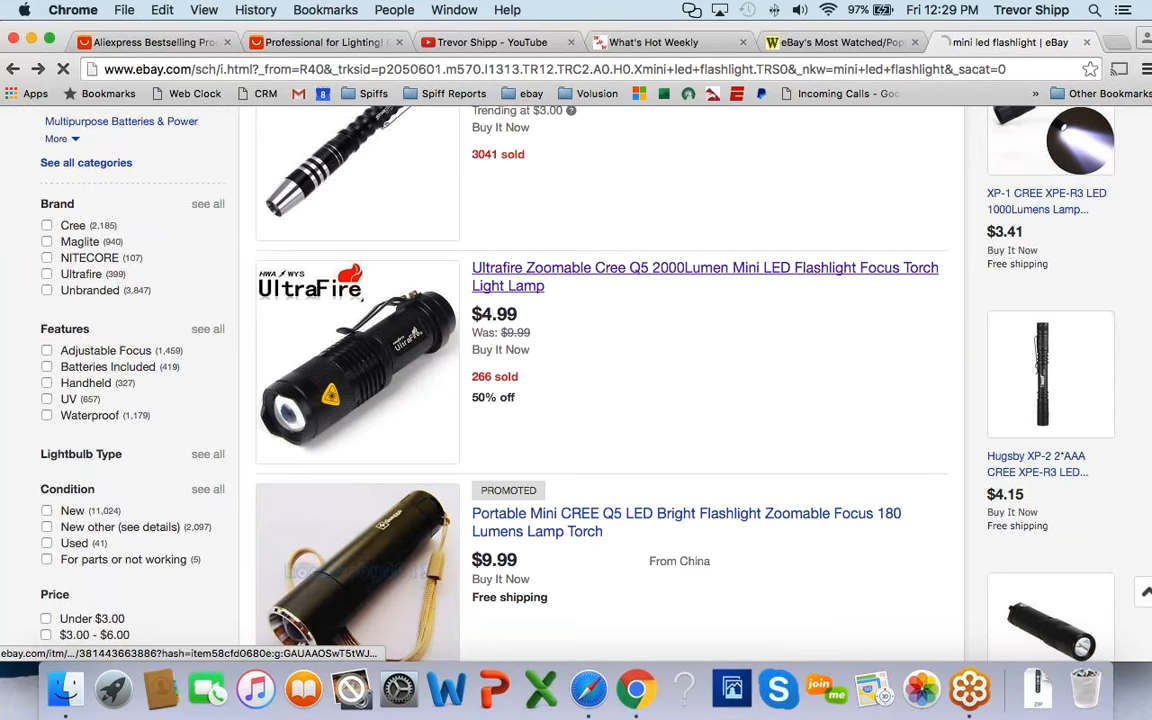 Chrome File Edit View History Bookmarks People Window Help 97% Fri 12:29 PM Trevor Shipp
Aliexpress Bestselling Pro × Professional for Lighting! × Trevor Shipp - YouTube × What's Hot Weekly × eBay's Most Watched/Pop × mini led flashlight | eBay ×
www.ebay.com/sch/i.html?_from=R40&_trksid=p2050601.m570.l1313.TR12.TRC2.A0.H0.Xmini+led+flashlight.TRS0&_nkw=mini+led+flashlight&_sacat=0
Apps Bookmarks Web Clock CRM 8 Spiffs Spiff Reports ebay Volusion Incoming Calls - Goo » Other Bookmarks
Multipurpose Batteries & Power
More
See all categories
Brand see all
Cree (2,185)
Maglite (940)
NITECORE (107)
Ultrafire (399)
Unbranded (3,847)
Features see all
Adjustable Focus (1,459)
Batteries Included (419)
Handheld (327)
UV (657)
Waterproof (1,179)
Lightbulb Type see all
Condition see all
New (11,024)
New other (see details) (2,097)
Used (41)
For parts or not working (5)
Price
Under $3.00
$3.00 - $6.00
Trending at $3.00 ?
Buy It Now
3041 sold
HWA WYS
UltraFire
Ultrafire Zoomable Cree Q5 2000Lumen Mini LED Flashlight Focus Torch
Light Lamp
$4.99
Was: $9.99
Buy It Now
266 sold
50% off
PROMOTED
Portable Mini CREE Q5 LED Bright Flashlight Zoomable Focus 180
Lumens Lamp Torch
$9.99 From China
Buy It Now
Free shipping
XP-1 CREE XPE-R3 LED
1000Lumens Lamp...
$3.41
Buy It Now
Free shipping
Hugsby XP-2 2*AAA
CREE XPE-R3 LED...
$4.15
Buy It Now
Free shipping
ebay.com/itm/.../381443663886?hash=item58cfd0680e:g:GAUAAOSwT5tWJ...
W P X S join me ZIP